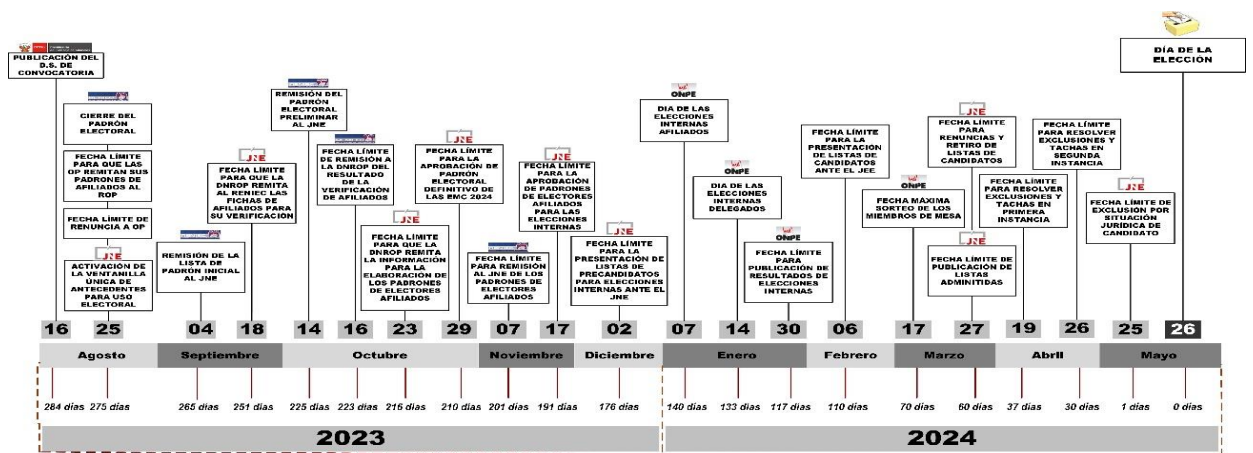 PUBLICACIÓN DEL
D.S. DE
CONVOCATORIA
CIERRE DEL
PADRÓN
ELECTORAL
FECHA LÍMITE
PARA QUE LAS
OP REMITAN SUS
PADRONES DE
AFILIADOS AL
ROP
FECHA LÍMITE DE
RENUNCIA A OP
JNE
ACTIVACIÓN DE LA
VENTANILLA
ÚNICA DE
ANTECEDENTES
PARA USO
ELECTORAL
REMISIÓN DE LA
LISTA DE
PADRÓN INICIAL
AL JNE
JNE
FECHA LÍMITE
PARA QUE LA
DNROP REMITA
AL RENIEC LAS
FICHAS DE
AFILIADOS PARA
SU VERIFICACIÓN
REMISIÓN DEL
PADRÓN
ELECTORAL
PRELIMINAR
AL JNE
FECHA LÍMITE
DE REMISIÓN A
LA DNROP DEL
RESULTADO
DE LA
VERIFICACIÓN
DE AFILIADOS
JNE
FECHA LÍMITE
PARA QUE LA
DNROP REMITA
LA INFORMACIÓN
PARA LA
ELABORACIÓN DE
LOS PADRONES
DE ELECTORES
AFILIADOS
JNE
FECHA LÍMITE
PARA LA
APROBACIÓN DE
PADRÓN
ELECTORAL
DEFINITIVO DE
LAS EMC 2024
FECHA LÍMITE
PARA REMISIÓN
AL JNE DE LOS
PADRONES DE
ELECTORES
AFILIADOS
JNE
FECHA LÍMITE
PARA LA
APROBACIÓN
DE PADRONES
DE ELECTORES
AFILIADOS
PARA LAS
ELECCIONES
INTERNAS
JNE
FECHA LÍMITE
PARA LA
PRESENTACIÓN
DE LISTAS DE
PRECANDIDATOS
PARA ELECCIONES
INTERNAS ANTE EL
JNE
ONPE
DIA DE LAS
ELECCIONES
INTERNAS
AFILIADOS
ONPE
DIA DE LAS
ELECCIONES
INTERNAS
DELEGADOS
ONPE
FECHA LÍMITE
PARA
PUBLICACIÓN DE
RESULTADOS DE
ELECCIONES
INTERNAS
FECHA LÍMITE
PARA LA
PRESENTACIÓN
DE LISTAS DE
CANDIDATOS
ANTE EL JEE
ONPE
FECHA MÁXIMA
SORTEO DE LOS
MIEMBROS DE MESA
JNE
FECHA LÍMITE
PARA
RENUNCIAS Y
RETIRO DE
LISTAS DE
CANDIDATOS
JNE
FECHA LÍMITE DE
PUBLICACIÓN DE
LISTAS
ADMINITIDAS
FECHA LÍMITE
PARA RESOLVER
EXCLUSIONES Y
TACHAS EN
PRIMERA
INSTANCIA
FECHA LÍMITE
PARA RESOLVER
EXCLUSIONES Y
TACHAS EN
SEGUNDA
INSTANCIA
JNE
FECHA LÍMITE DE
EXCLUSIÓN POR
SITUACIÓN
JURÍDICA DE
CANDIDATO
DÍA DE LA
ELECCIÓN
16 25 04 18 14 16 23 29 07 17 02 07 14 30 06 17 27 19 26 25 26
Agosto Septiembre Octubre Noviembre Diciembre Enero Febrero Marzo Abril Mayo
284 días 275 días 265 días 251 días 225 días 223 días 216 días 210 días 201 días 191 días 176 días 140 días 133 días 117 días 110 días 70 días 60 días 37 días 30 días 1 días 0 días
2023 2024